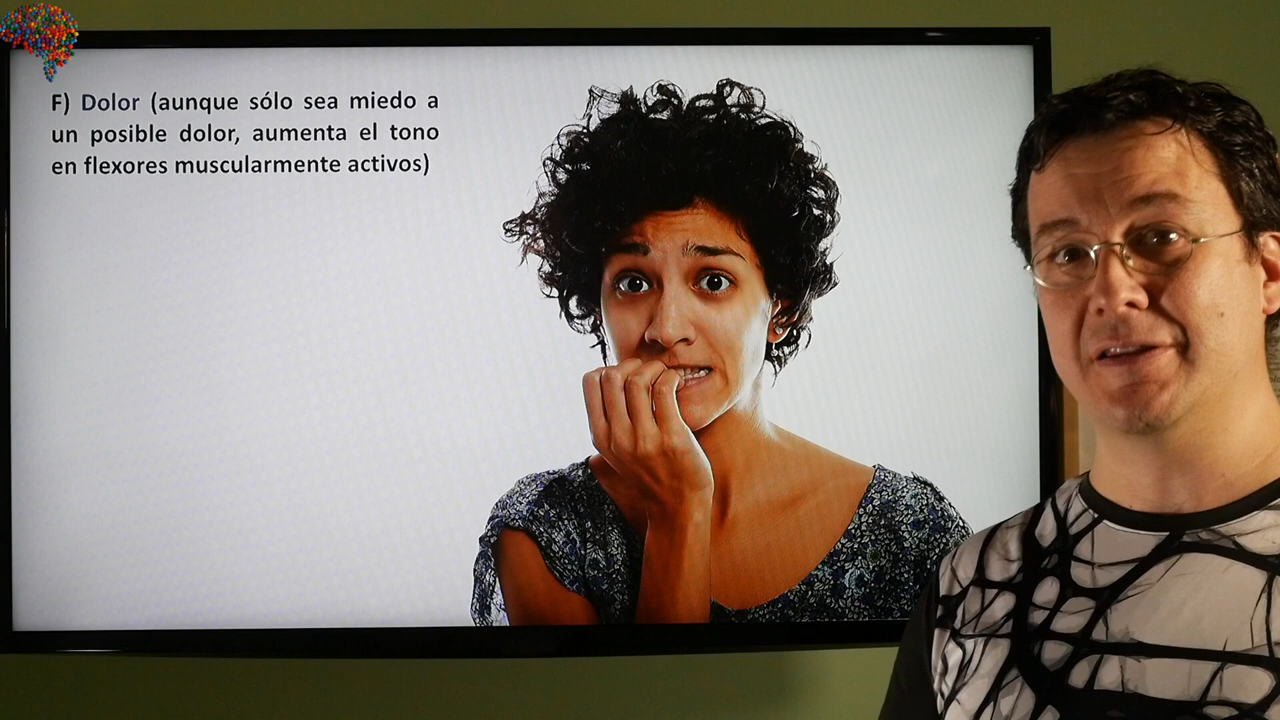 F) Dolor (aunque sólo sea miedo a
un posible dolor, aumenta el tono
en flexores muscularmente activos)